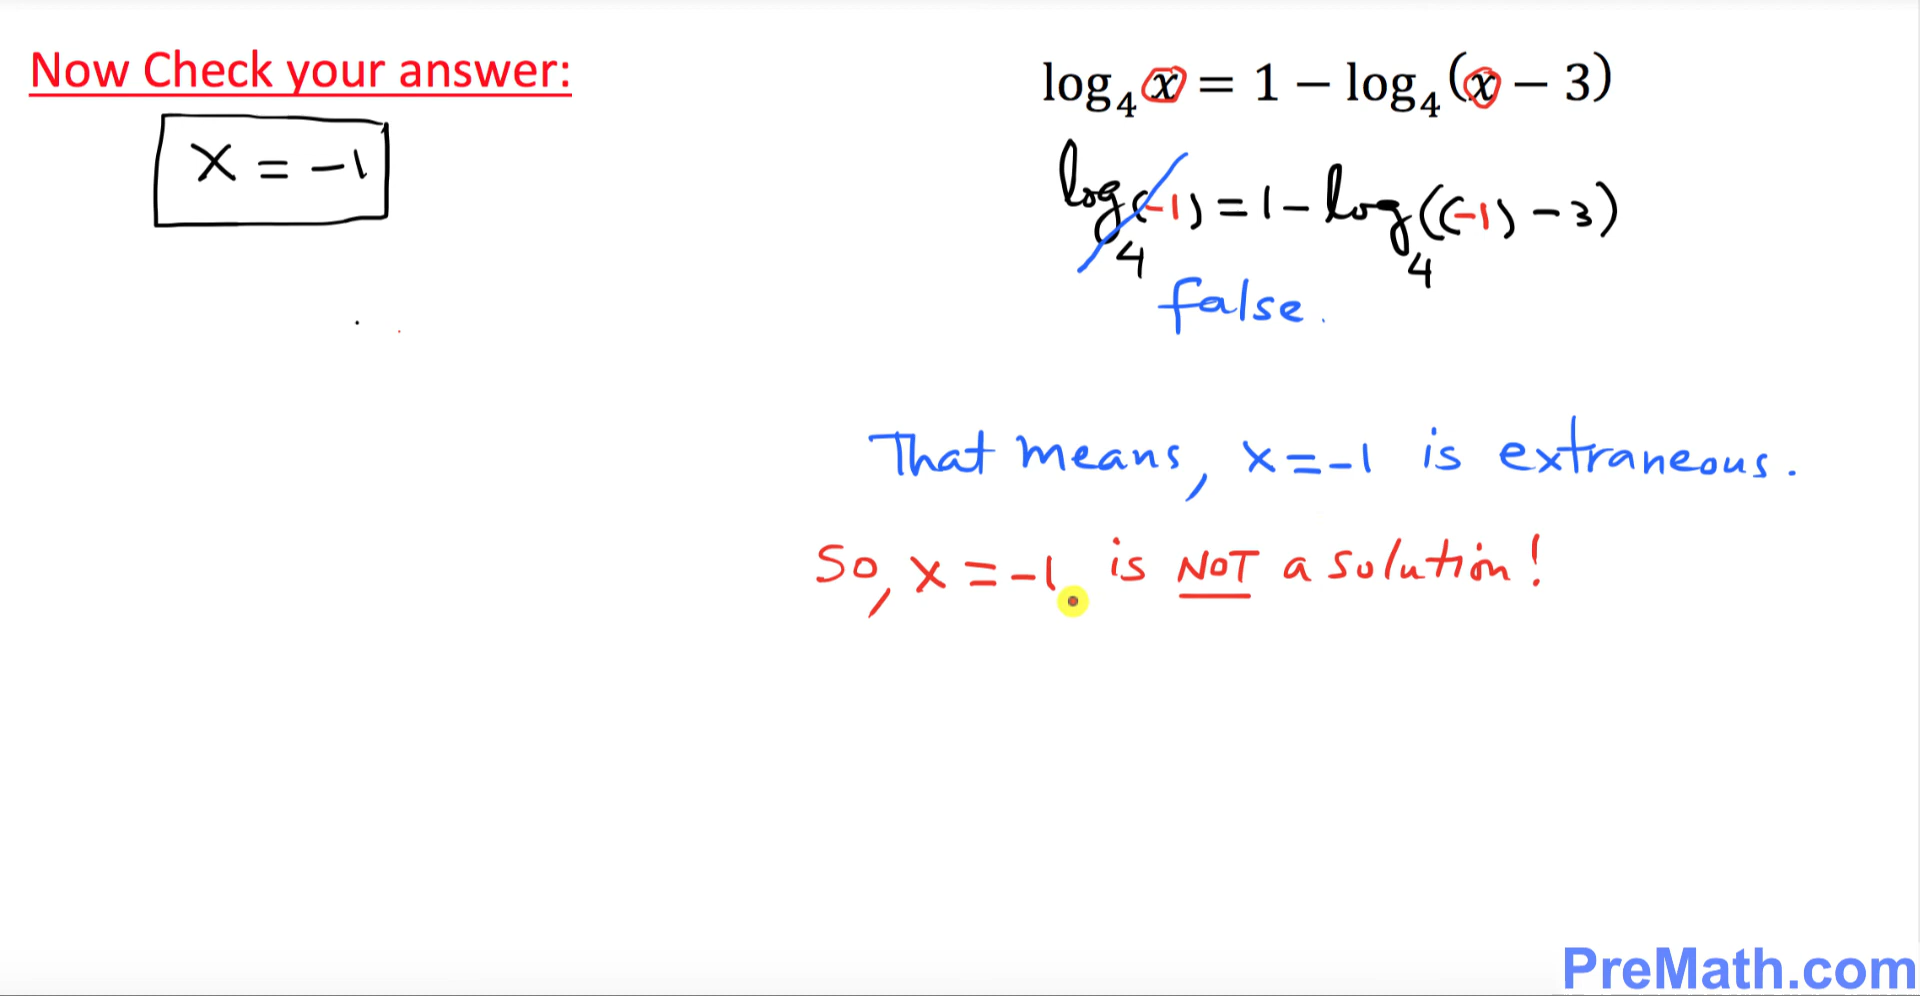 Now Check your answer:
x = -1
log₄x = 1 − log₄(x − 3)
log₄(-1) = 1 - log₄((-1) - 3)
false.
That means, x = -1 is extraneous.
So, x = -1 is NOT a solution!
PreMath.com